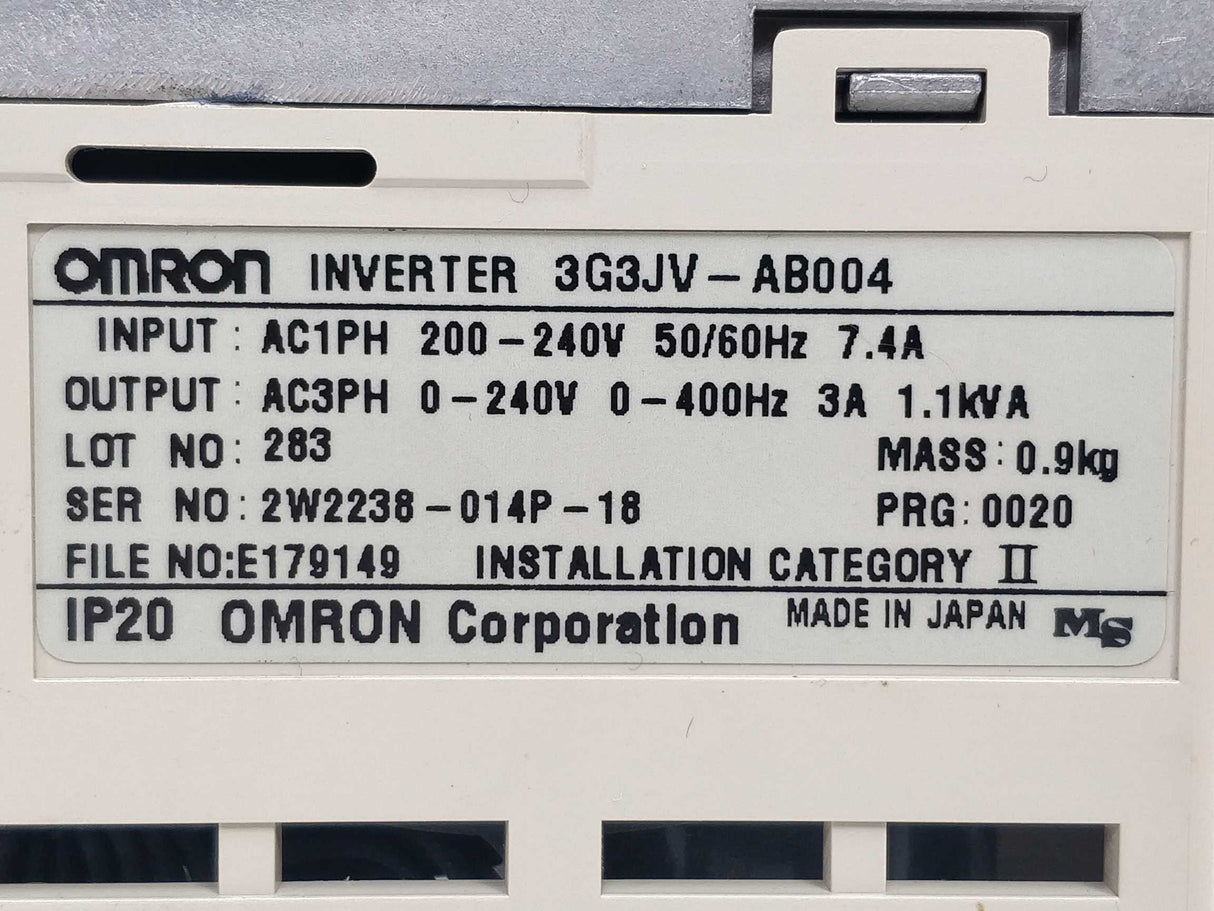 OMRON INVERTER 3G3JV-AB004
INPUT: AC1PH 200-240V 50/60Hz 7.4A
OUTPUT: AC3PH 0-240V 0-400Hz 3A 1.1kVA
LOT NO: 283 MASS: 0.9kg
SER NO: 2W2238-014P-18 PRG: 0020
FILE NO:E179149 INSTALLATION CATEGORY II
IP20 OMRON Corporation MADE IN JAPAN MS